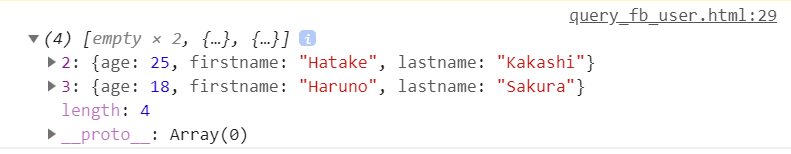 query_fb_user.html:29
▼(4) [empty × 2, {…}, {…}] i
▶2: {age: 25, firstname: "Hatake", lastname: "Kakashi"}
▶3: {age: 18, firstname: "Haruno", lastname: "Sakura"}
length: 4
▶__proto__: Array(0)